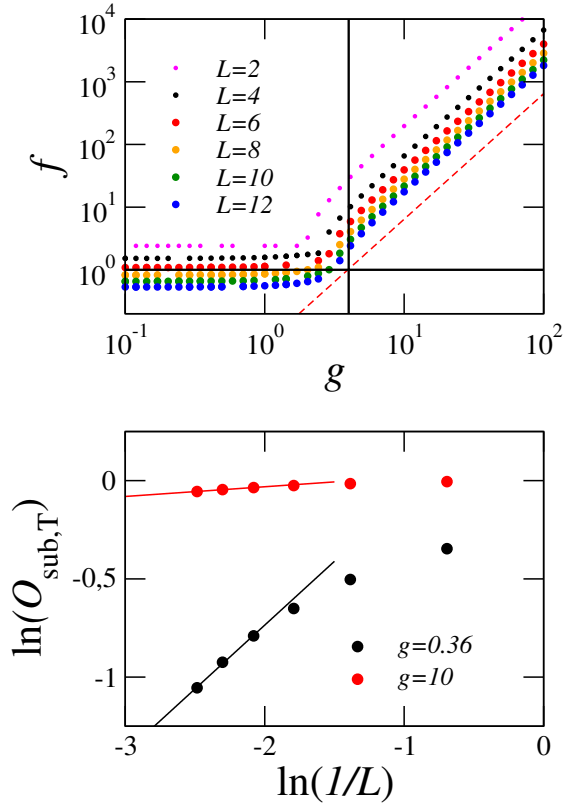 10^4
10^3
10^2
10^1
10^0
f
L=2
L=4
L=6
L=8
L=10
L=12
10^-1 10^0 10^1 10^2
g
0
-0,5
-1
ln(O_sub,T)
g=0.36
g=10
-3 -2 -1 0
ln(1/L)